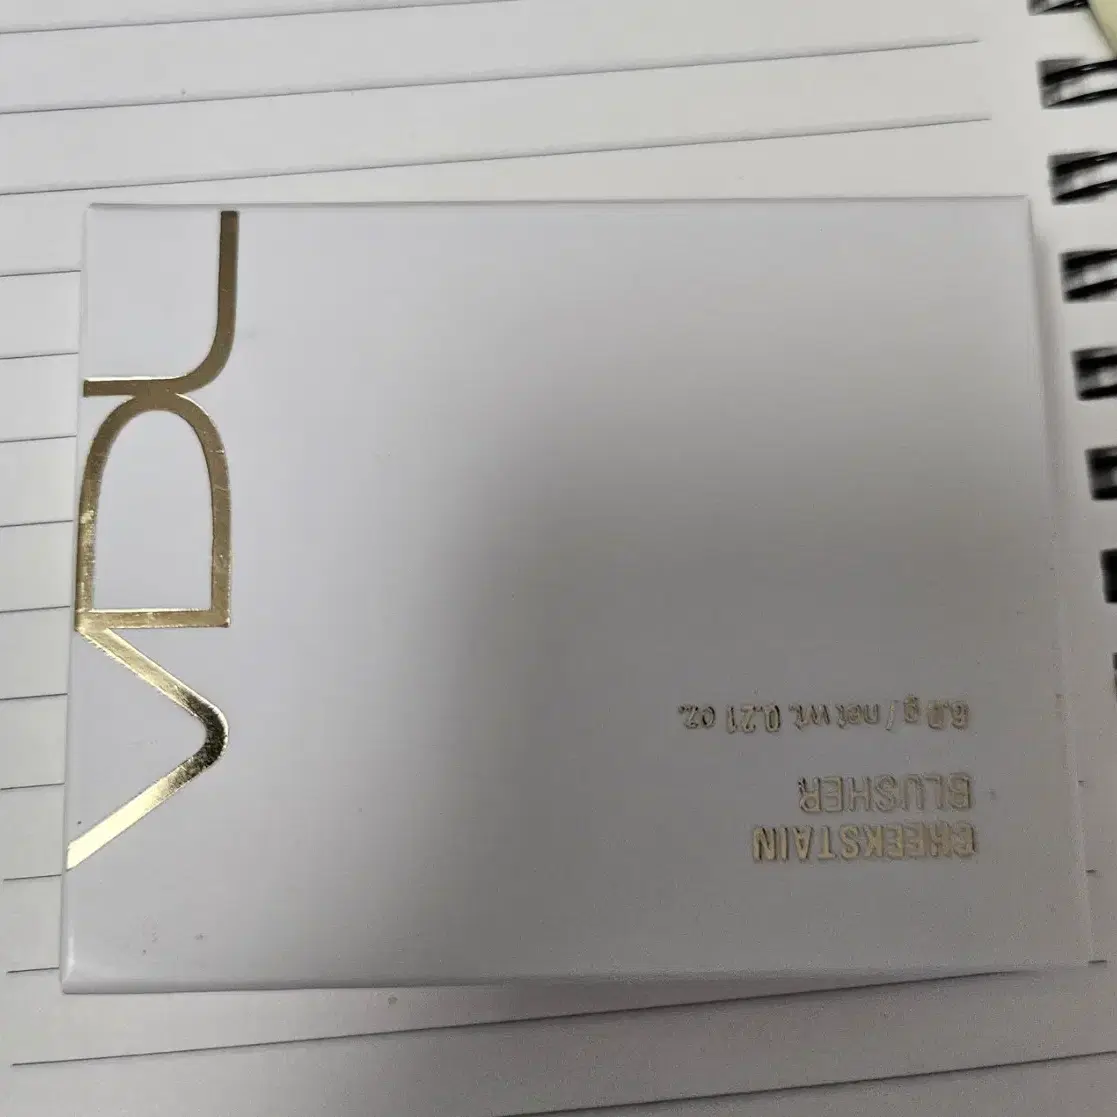 VDL
CHEEKSTAIN
BLUSHER
6.0 g / net wt. 0.21 oz.